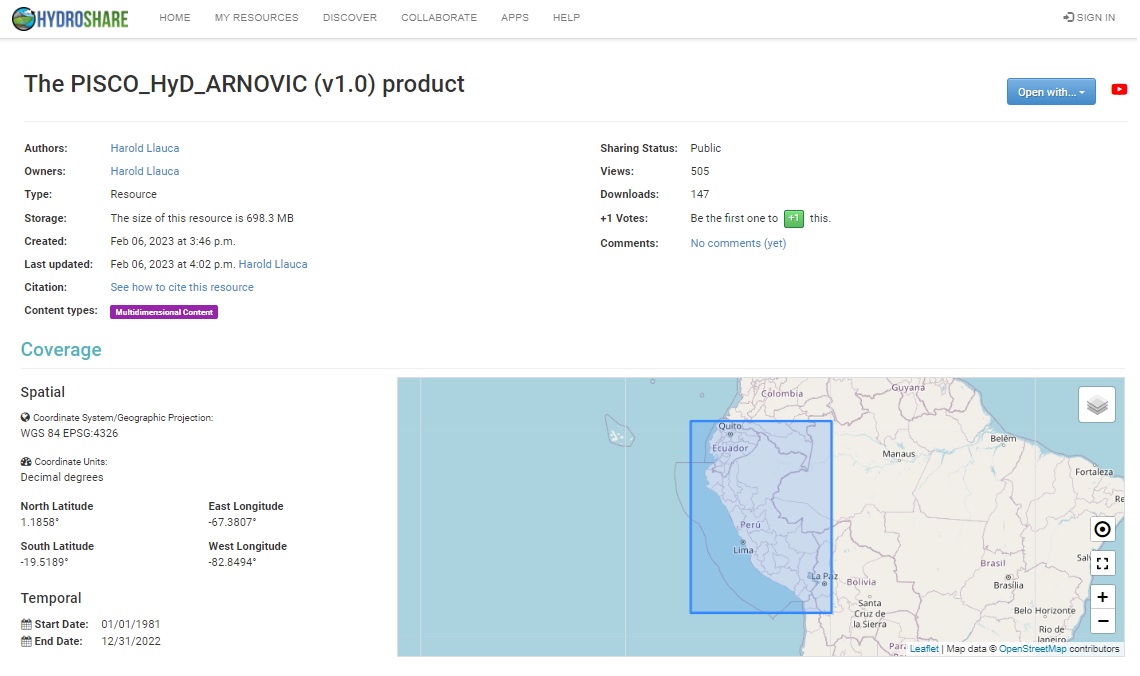 HYDROSHARE
HOME MY RESOURCES DISCOVER COLLABORATE APPS HELP SIGN IN
The PISCO_HyD_ARNOVIC (v1.0) product
Open with...
Authors: Harold Llauca
Owners: Harold Llauca
Type: Resource
Storage: The size of this resource is 698.3 MB
Created: Feb 06, 2023 at 3:46 p.m.
Last updated: Feb 06, 2023 at 4:02 p.m. Harold Llauca
Citation: See how to cite this resource
Content types: Multidimensional Content
Sharing Status: Public
Views: 505
Downloads: 147
+1 Votes: Be the first one to +1 this.
Comments: No comments (yet)
Coverage
Spatial
Coordinate System/Geographic Projection:
WGS 84 EPSG:4326
Coordinate Units:
Decimal degrees
North Latitude East Longitude
1.1858° -67.3807°
South Latitude West Longitude
-19.5189° -82.8494°
Temporal
Start Date: 01/01/1981
End Date: 12/31/2022
Colombia
Guyana
Quito
Ecuador
Belém
Manaus
Fortaleza
Re
Perú
Lima
Brasil
Salv
La Paz
Bolivia
Brasília
Santa
Cruz de
la Sierra
Belo Horizonte
Rio de
Janeiro
Para
+
−
Leaflet | Map data © OpenStreetMap contributors